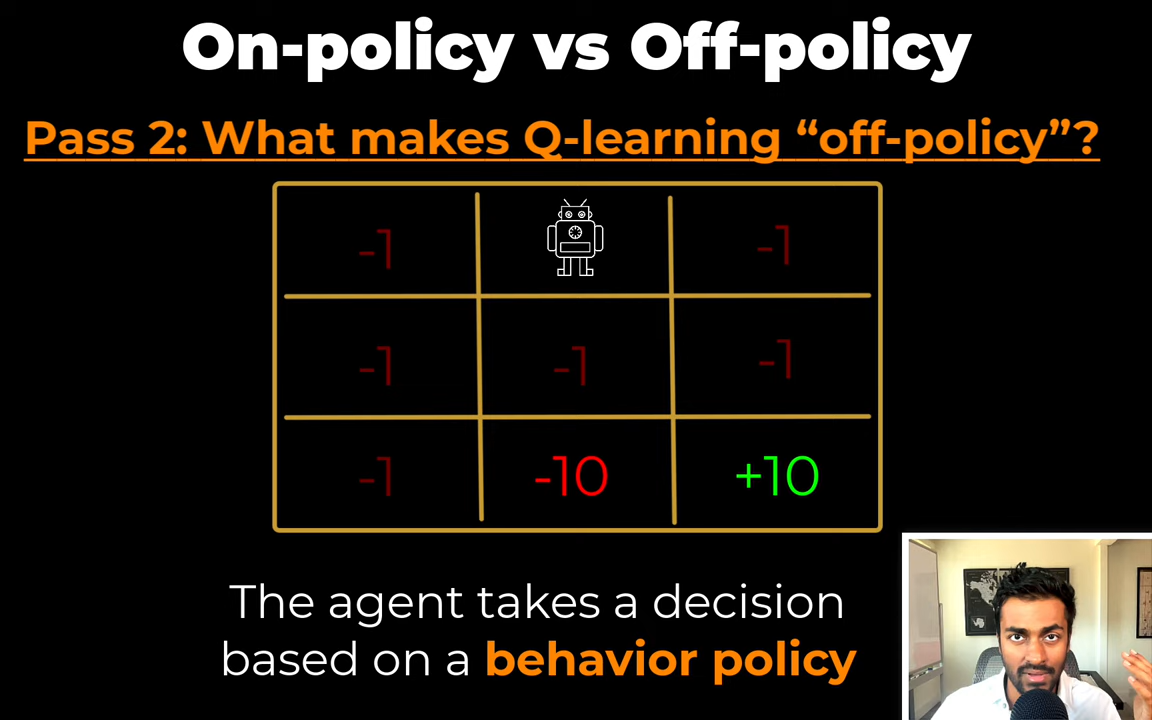 On-policy vs Off-policy
Pass 2: What makes Q-learning “off-policy”?
-1 -1
-1 -1 -1
-1 -10 +10
The agent takes a decision
based on a behavior policy